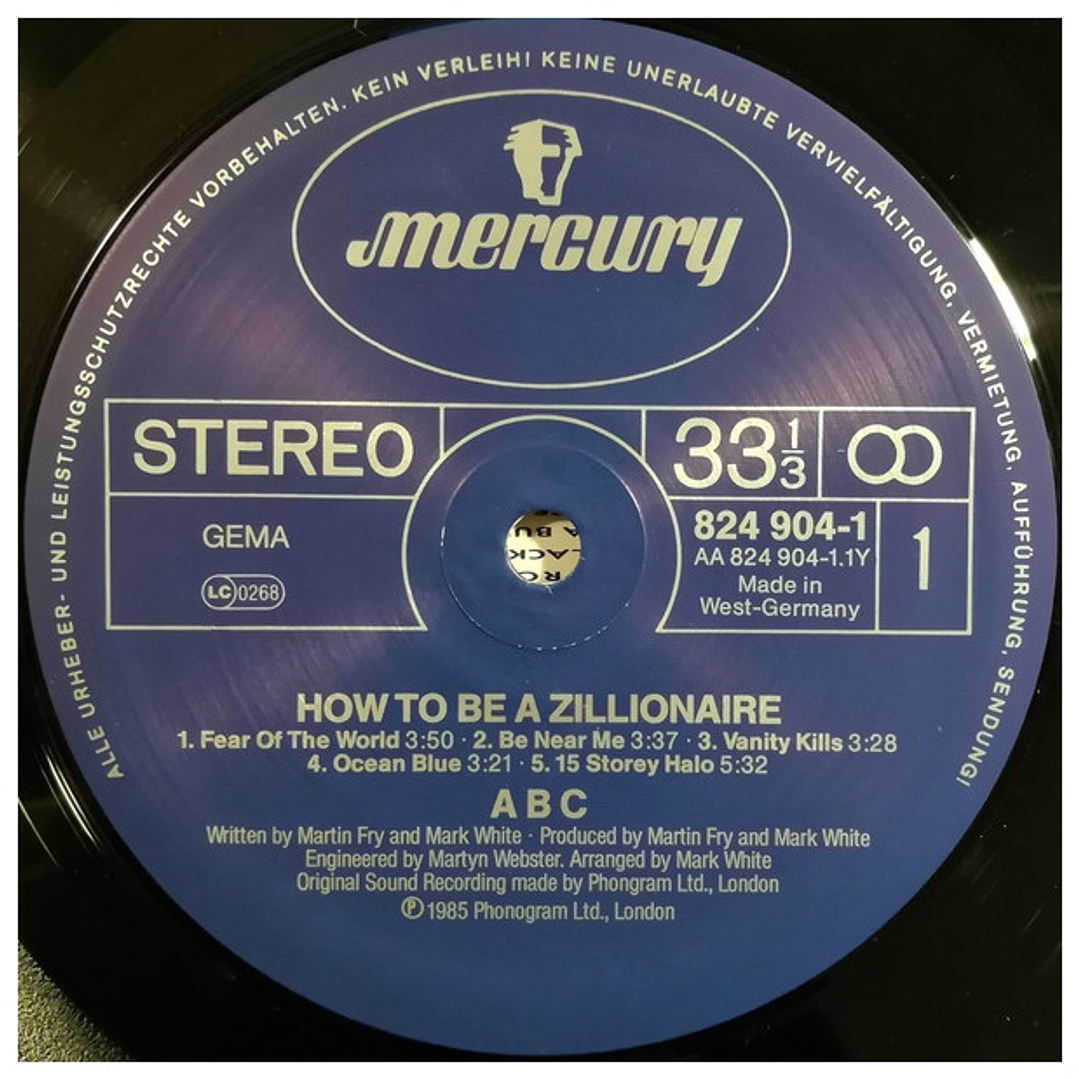 ALLE URHEBER- UND LEISTUNGSSCHUTZRECHTE VORBEHALTEN. KEIN VERLEIH! KEINE UNERLAUBTE VERVIELFÄLTIGUNG, VERMIETUNG, AUFFÜHRUNG, SENDUNG!
mercury
STEREO
33 1/3
GEMA
LC 0268
824 904-1
AA 824 904-1.1Y
Made in
West-Germany
1
HOW TO BE A ZILLIONAIRE
1. Fear Of The World 3:50 · 2. Be Near Me 3:37 · 3. Vanity Kills 3:28
4. Ocean Blue 3:21 · 5. 15 Storey Halo 5:32
ABC
Written by Martin Fry and Mark White · Produced by Martin Fry and Mark White
Engineered by Martyn Webster. Arranged by Mark White
Original Sound Recording made by Phongram Ltd., London
℗ 1985 Phonogram Ltd., London